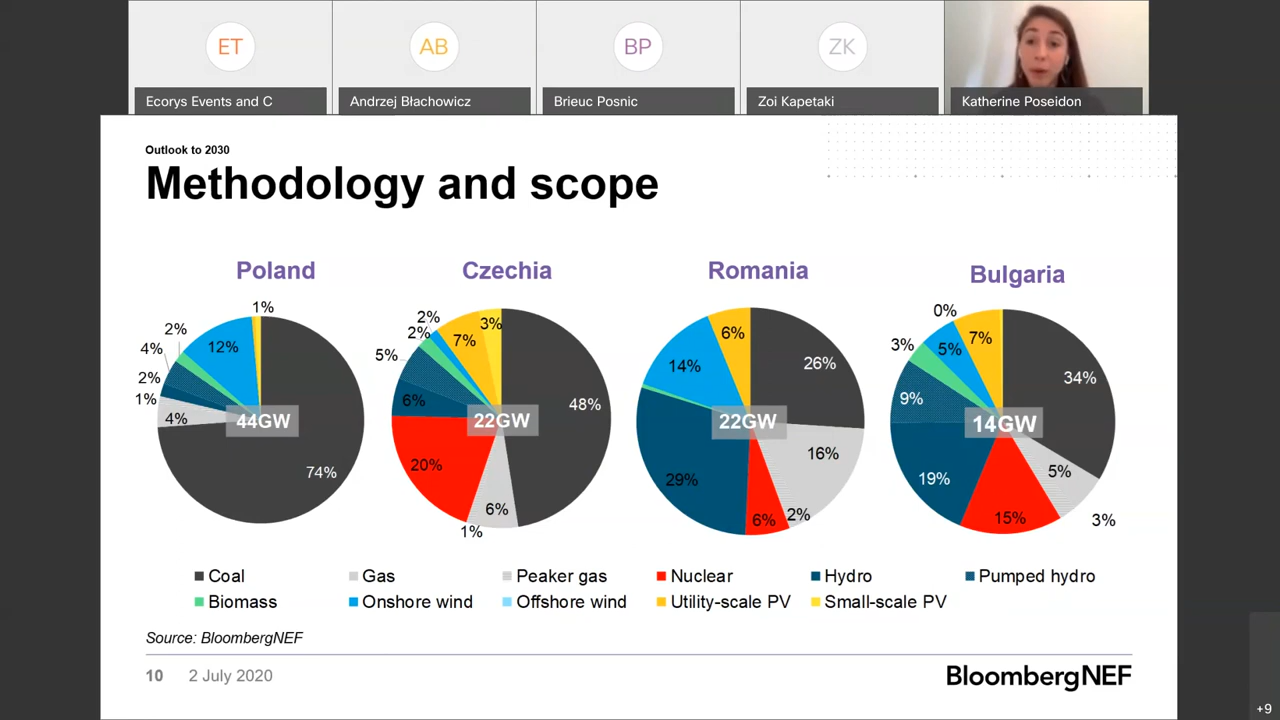 ET
AB
BP
ZK
Ecorys Events and C
Andrzej Błachowicz
Brieuc Posnic
Zoi Kapetaki
Katherine Poseidon
Outlook to 2030
Methodology and scope
Poland
Czechia
Romania
Bulgaria
1%
2%
12%
4%
2%
1%
4%
44GW
74%
2%
2%
7%
3%
5%
6%
48%
22GW
20%
6%
1%
6%
14%
26%
22GW
16%
29%
6%
2%
0%
3%
5%
7%
34%
9%
14GW
19%
5%
15%
3%
Coal
Gas
Peaker gas
Nuclear
Hydro
Pumped hydro
Biomass
Onshore wind
Offshore wind
Utility-scale PV
Small-scale PV
Source: BloombergNEF
10 2 July 2020
BloombergNEF
+9